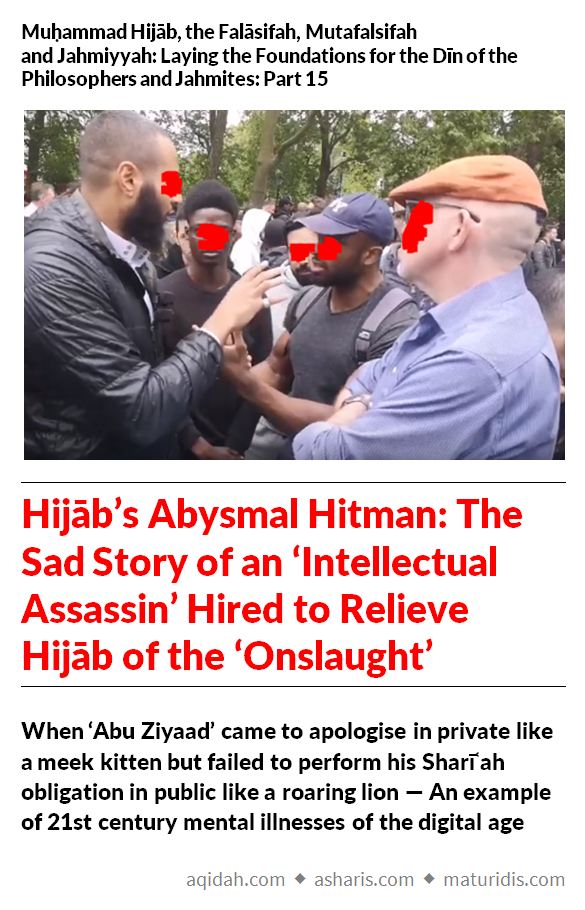 Muḥammad Hijāb, the Falāsifah, Mutafalsifah
and Jahmiyyah: Laying the Foundations for the Dīn of the
Philosophers and Jahmites: Part 15
Hijāb’s Abysmal Hitman: The
Sad Story of an ‘Intellectual
Assassin’ Hired to Relieve
Hijāb of the ‘Onslaught’
When ‘Abu Ziyaad’ came to apologise in private like
a meek kitten but failed to perform his Sharīʿah
obligation in public like a roaring lion — An example
of 21st century mental illnesses of the digital age
aqidah.com ◆ asharis.com ◆ maturidis.com